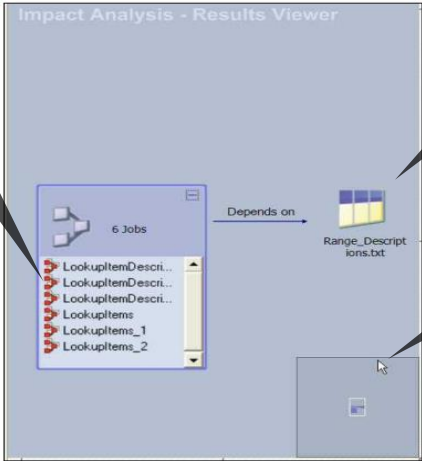 Impact Analysis - Results Viewer
6 Jobs
Depends on
Range_Descript
ions.txt
LookupItemDescri...
LookupItemDescri...
LookupItemDescri...
LookupItems
LookupItems_1
LookupItems_2